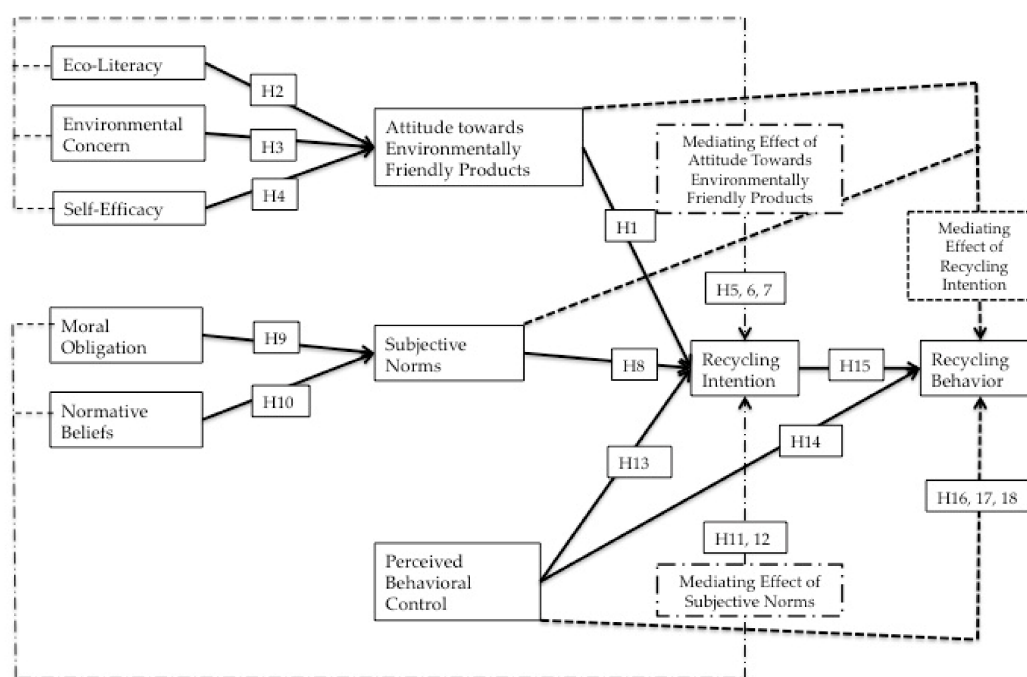 Eco-Literacy
H2
Environmental
Concern
H3
Self-Efficacy
H4
Attitude towards
Environmentally
Friendly Products
Mediating Effect of
Attitude Towards
Environmentally
Friendly Products
H1
Mediating
Effect of
Recycling
Intention
H5, 6, 7
Moral
Obligation
H9
Subjective
Norms
H8
Recycling
Intention
H15
Recycling
Behavior
Normative
Beliefs
H10
H13
H14
H16, 17, 18
H11, 12
Perceived
Behavioral
Control
Mediating Effect of
Subjective Norms